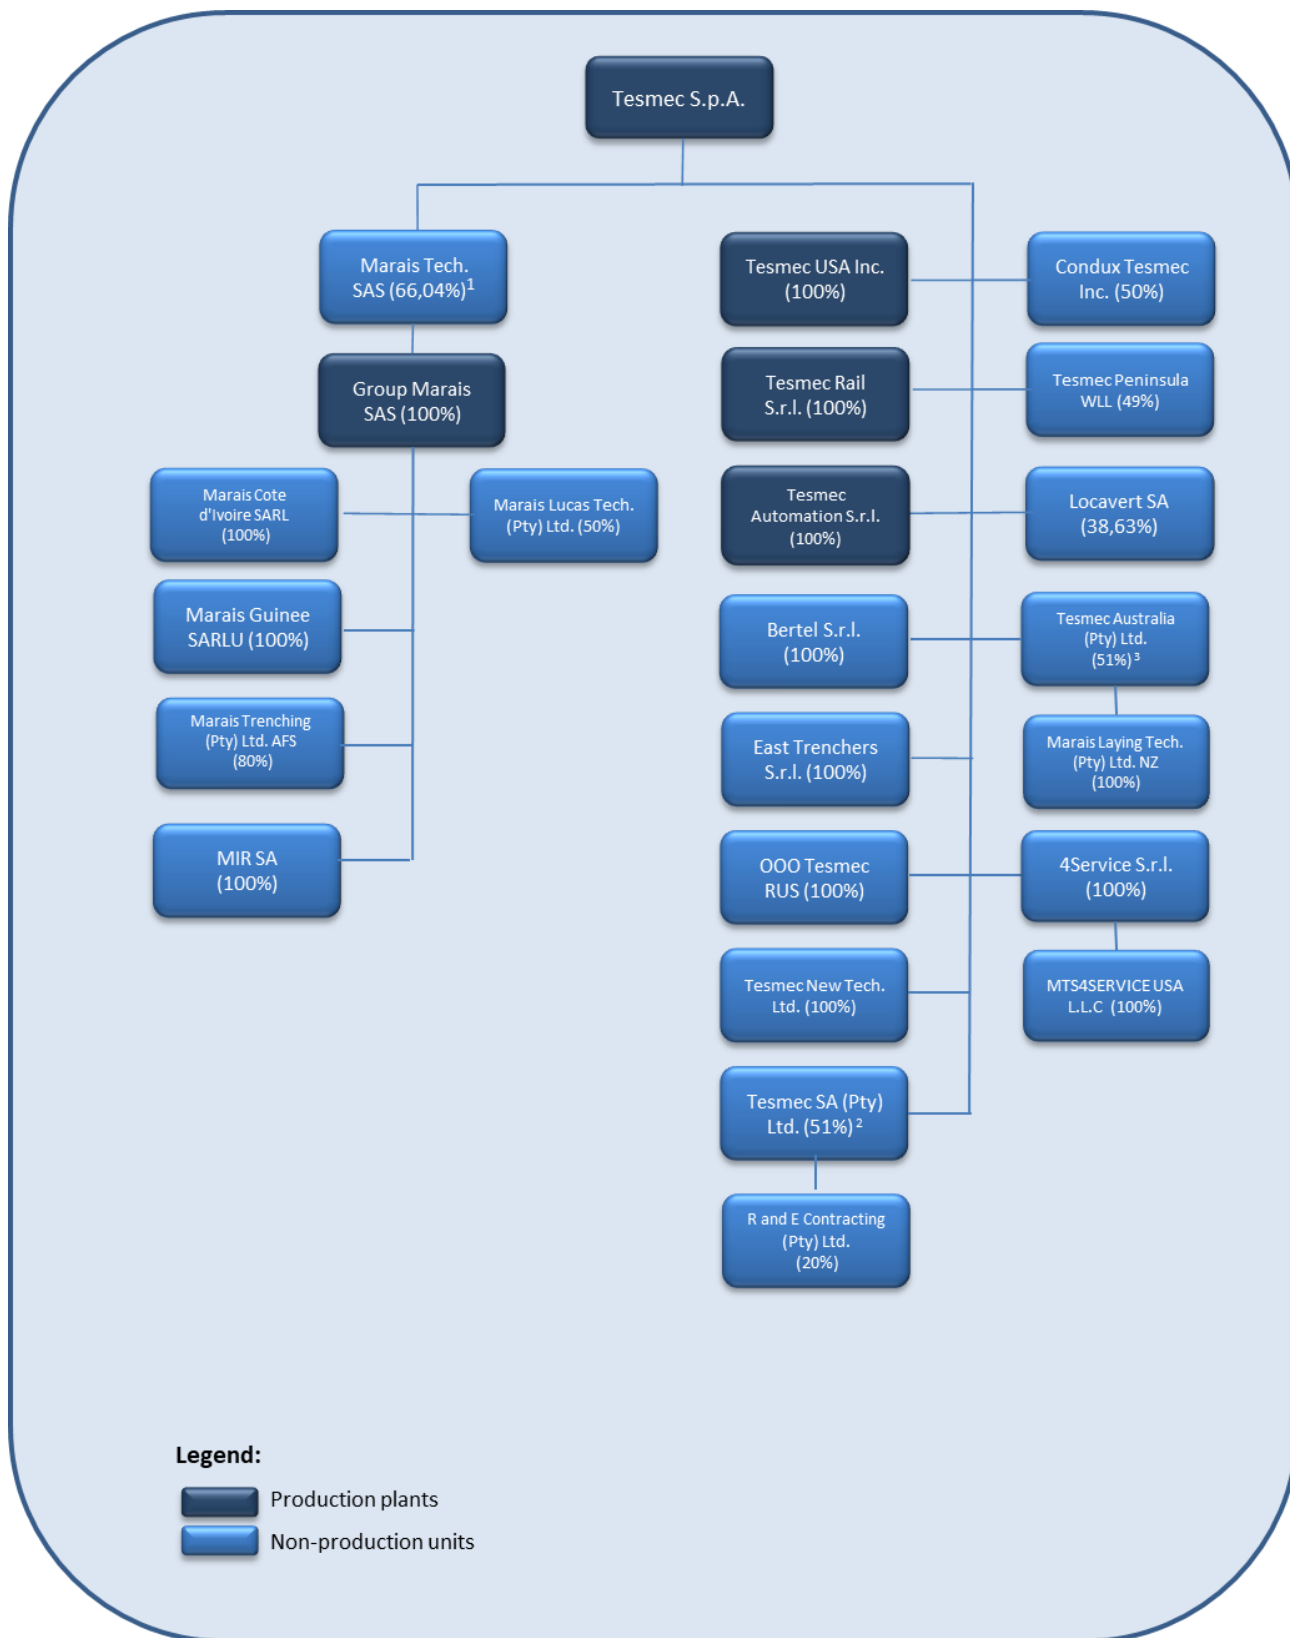 Tesmec S.p.A.
Marais Tech.
SAS (66,04%)¹
Group Marais
SAS (100%)
Marais Cote
d'Ivoire SARL
(100%)
Marais Lucas Tech.
(Pty) Ltd. (50%)
Marais Guinee
SARLU (100%)
Marais Trenching
(Pty) Ltd. AFS
(80%)
MIR SA
(100%)
Tesmec USA Inc.
(100%)
Condux Tesmec
Inc. (50%)
Tesmec Rail
S.r.l. (100%)
Tesmec Peninsula
WLL (49%)
Tesmec
Automation S.r.l.
(100%)
Locavert SA
(38,63%)
Bertel S.r.l.
(100%)
Tesmec Australia
(Pty) Ltd.
(51%) ³
East Trenchers
S.r.l. (100%)
Marais Laying Tech.
(Pty) Ltd. NZ
(100%)
OOO Tesmec
RUS (100%)
4Service S.r.l.
(100%)
Tesmec New Tech.
Ltd. (100%)
MTS4SERVICE USA
L.L.C (100%)
Tesmec SA (Pty)
Ltd. (51%) ²
R and E Contracting
(Pty) Ltd.
(20%)
Legend:
Production plants
Non-production units